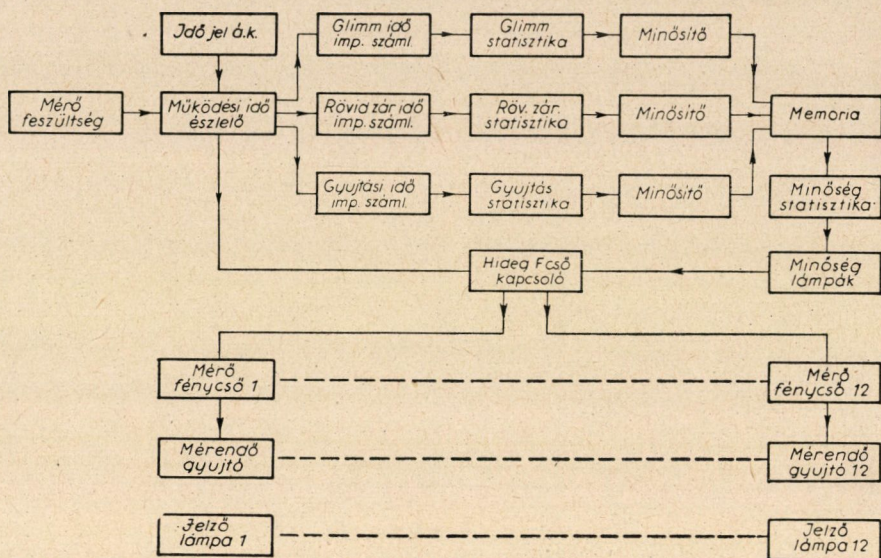 Idő jel á.k.
Glimm idő
imp. száml.
Glimm
statisztika
Minősítő
Mérő
feszültség
Működési idő
észlelő
Rövid zár idő
imp. száml.
Röv. zár.
statisztika
Minősítő
Memoria
Gyujtási idő
imp. száml.
Gyujtás
statisztika
Minősítő
Minőség
statisztika
Hideg Fcső
kapcsoló
Minőség
lámpák
Mérő
fénycső 1
Mérő
fénycső 12
Mérendő
gyujtó
Mérendő
gyujtó 12
Jelző
lámpa 1
Jelző
lámpa 12